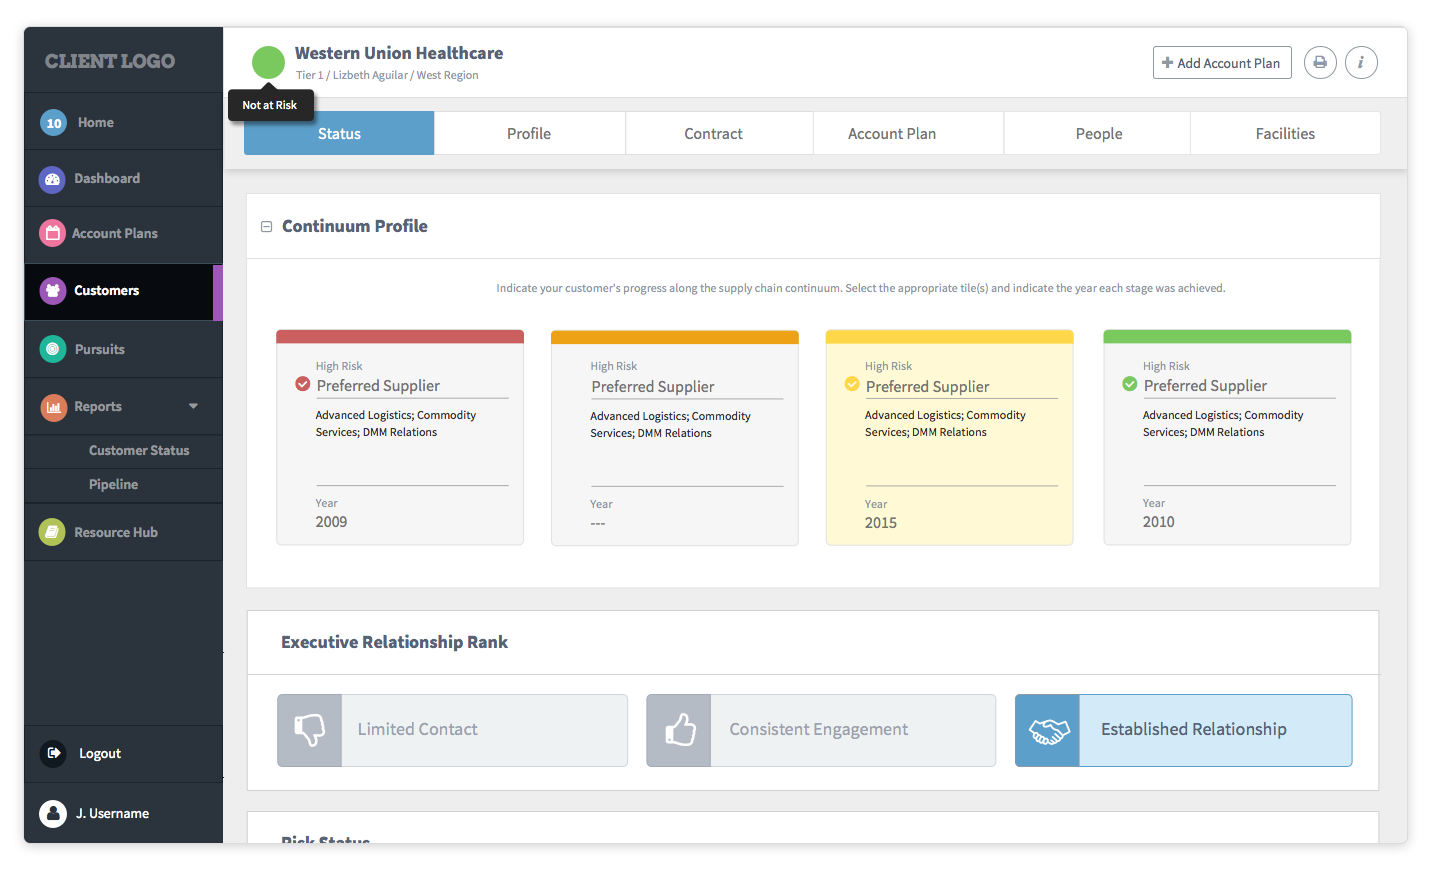 CLIENT LOGO
10 Home
Dashboard
Account Plans
Customers
Pursuits
Reports
Customer Status
Pipeline
Resource Hub
Logout
J. Username
Western Union Healthcare
Tier 1 / Lizbeth Aguilar / West Region
Not at Risk
+ Add Account Plan
i
Status
Profile
Contract
Account Plan
People
Facilities
Continuum Profile
Indicate your customer's progress along the supply chain continuum. Select the appropriate tile(s) and indicate the year each stage was achieved.
High Risk
Preferred Supplier
Advanced Logistics; Commodity
Services; DMM Relations
Year
2009
High Risk
Preferred Supplier
Advanced Logistics; Commodity
Services; DMM Relations
Year
---
High Risk
Preferred Supplier
Advanced Logistics; Commodity
Services; DMM Relations
Year
2015
High Risk
Preferred Supplier
Advanced Logistics; Commodity
Services; DMM Relations
Year
2010
Executive Relationship Rank
Limited Contact
Consistent Engagement
Established Relationship
Risk Status